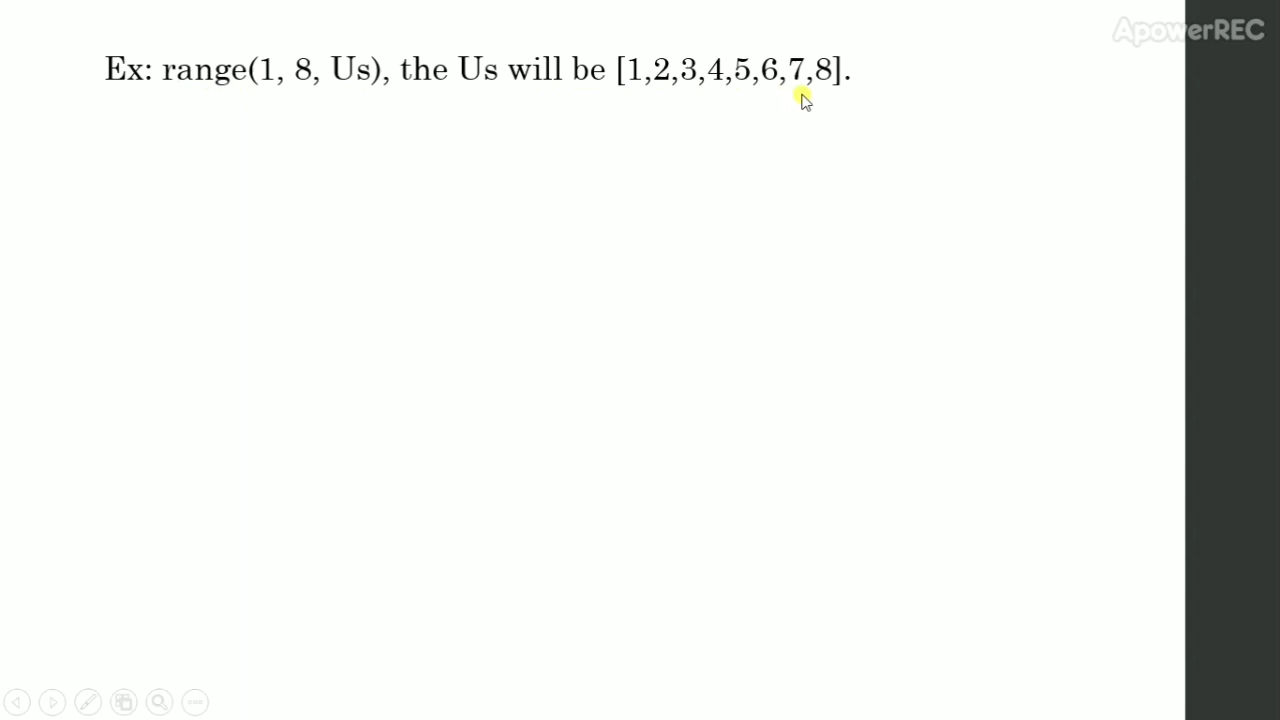 ApowerREC
Ex: range(1, 8, Us), the Us will be [1,2,3,4,5,6,7,8].